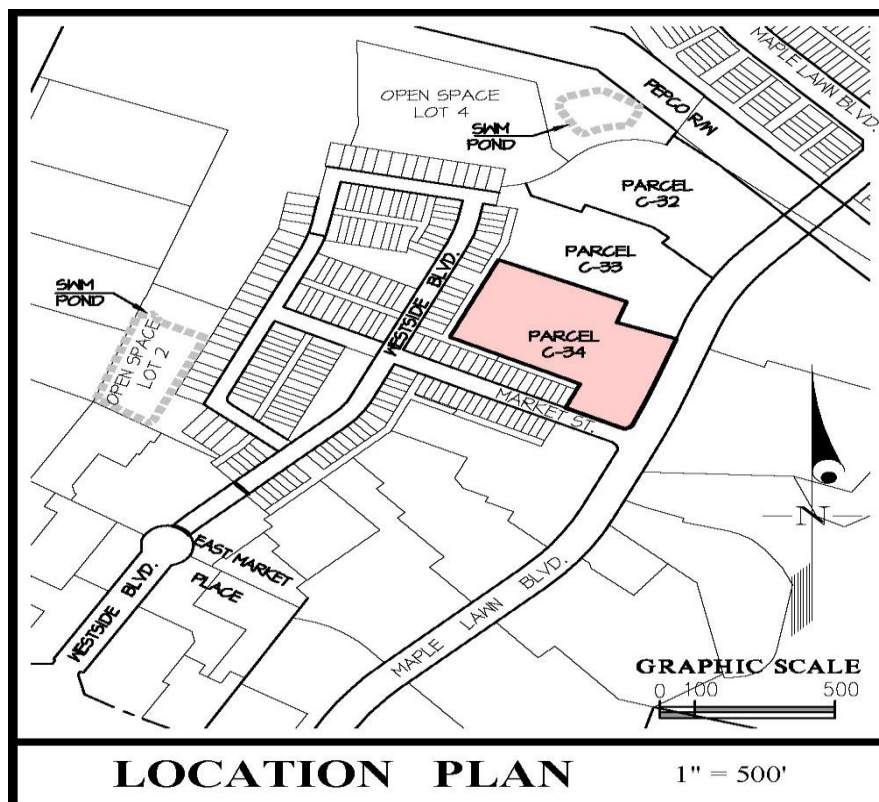 MAPLE LAWN BLVD.
OPEN SPACE
LOT 4
PEPCO R/W
SWM
POND
PARCEL
C-32
PARCEL
C-33
WESTSIDE BLVD.
SWM
POND
OPEN SPACE
LOT 2
PARCEL
C-34
MARKET ST.
N
EAST MARKET
PLACE
WESTSIDE BLVD.
MAPLE LAWN BLVD.
GRAPHIC SCALE
0 100 500
LOCATION PLAN 1" = 500'